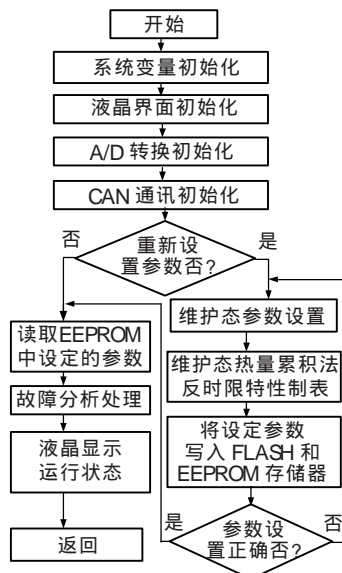 开始
系统变量初始化
液晶界面初始化
A/D 转换初始化
CAN 通讯初始化
否
重新设
置参数否?
是
读取EEPROM
中设定的参数
故障分析处理
液晶显示
运行状态
返回
维护态参数设置
维护态热量累积法
反时限特性制表
将设定参数
写入 FLASH 和
EEPROM 存储器
是
参数设
置正确否?
否